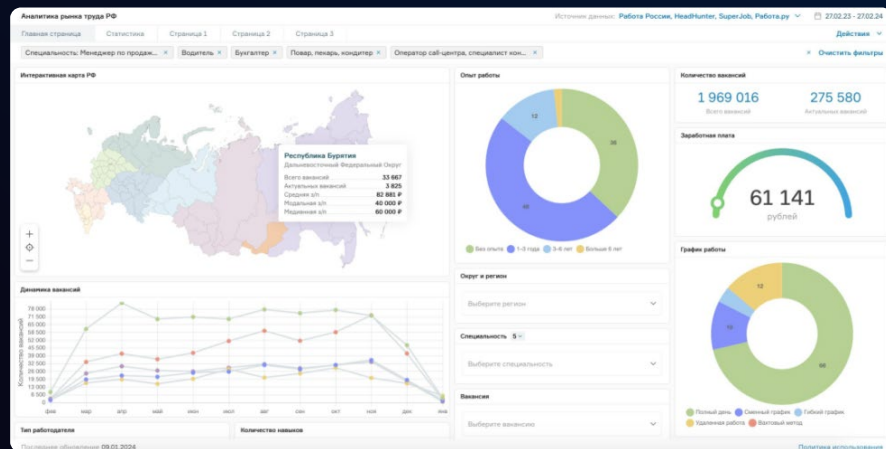 Аналитика рынка труда РФ
Источник данных: Работа России, HeadHunter, SuperJob, Работа.ру
27.02.23 - 27.02.24
Главная страница Статистика Страница 1 Страница 2 Страница 3
Действия
Специальность: Менеджер по продаж... × Водитель × Бухгалтер × Повар, пекарь, кондитер × Оператор call-центра, специалист кон... ×
× Очистить фильтры
Интерактивная карта РФ
Республика Бурятия
Дальневосточный Федеральный Округ
Всего вакансий 33 667
Актуальных вакансий 3 825
Средняя з/п 82 881 ₽
Модальная з/п 40 000 ₽
Медианная з/п 60 000 ₽
+
−
Опыт работы
12
38
Без опыта 1-3 года 3-6 лет Больше 6 лет
Количество вакансий
1 969 016 275 580
Всего вакансий Актуальных вакансий
Заработная плата
61 141
рублей
Динамика вакансий
Количество вакансий
78 000
71 500
65 000
58 500
52 000
45 500
39 000
32 500
26 000
19 500
13 000
6 500
0
фев мар апр май июн июл авг сен окт ноя дек янв
Округ и регион
Выберите регион
Специальность 5
Выберите специальность
Вакансия
Выберите вакансию
График работы
12
Полный день Сменный график Гибкий график
Удаленная работа Вахтовый метод
Тип работодателя
Количество навыков
Последнее обновление 09.01.2024
Политика использования